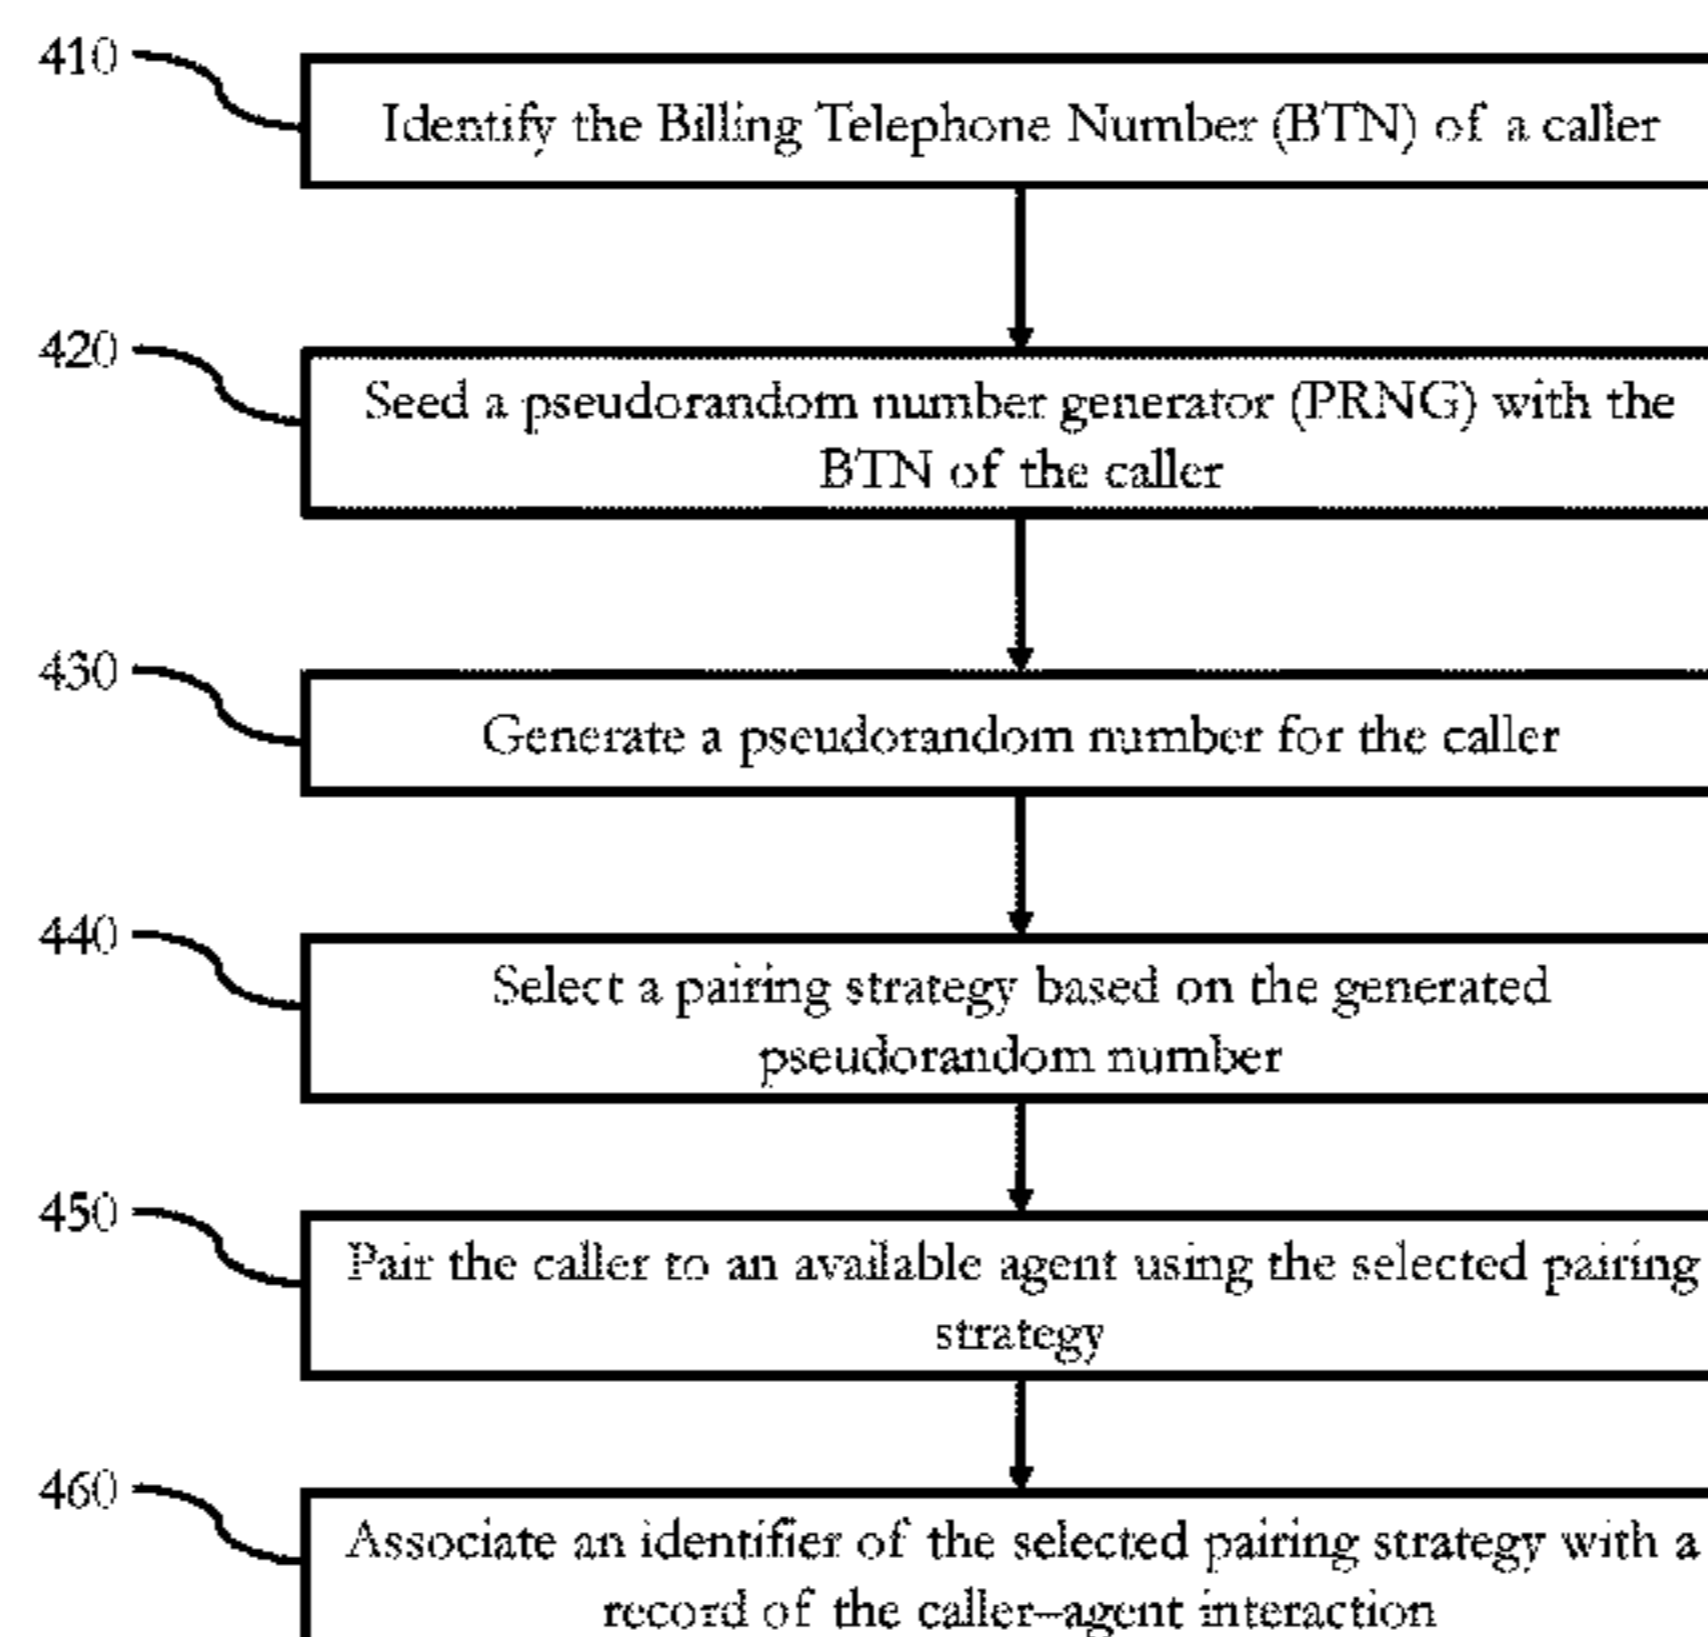 410
Identify the Billing Telephone Number (BTN) of a caller
420
Seed a pseudorandom number generator (PRNG) with the
BTN of the caller
430
Generate a pseudorandom number for the caller
440
Select a pairing strategy based on the generated
pseudorandom number
450
Pair the caller to an available agent using the selected pairing
strategy
460
Associate an identifier of the selected pairing strategy with a
record of the caller–agent interaction